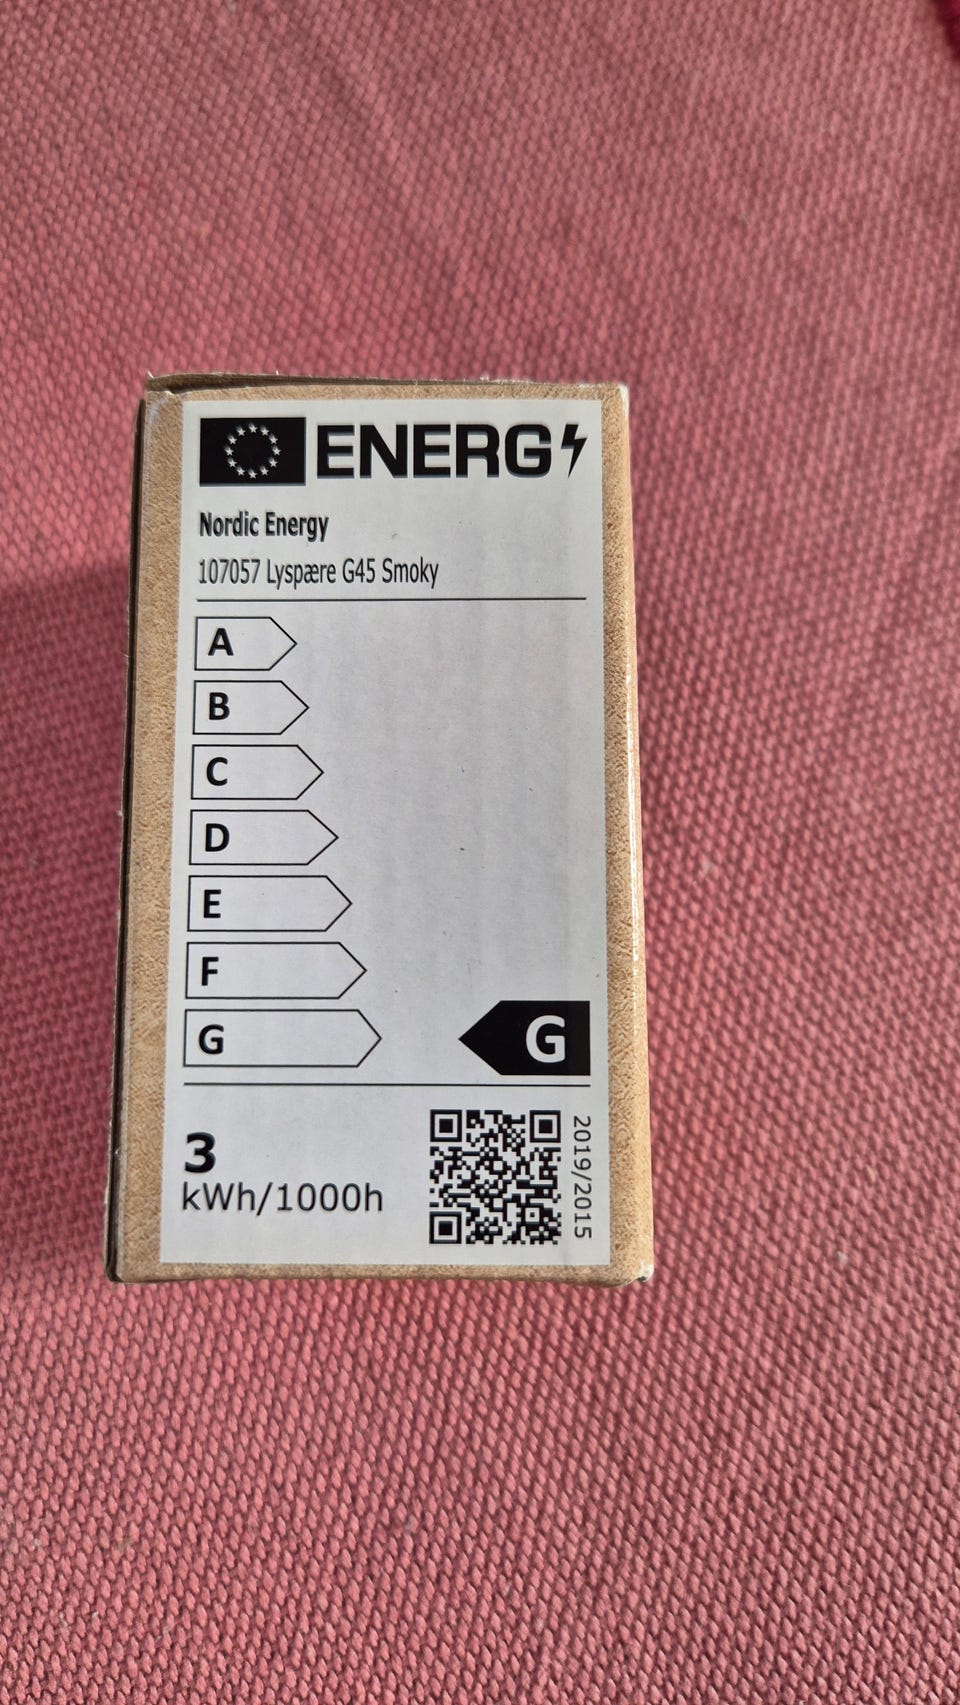 ENERG
Nordic Energy
107057 Lyspære G45 Smoky
A
B
C
D
E
F
G
G
3
kWh/1000h
2019/2015